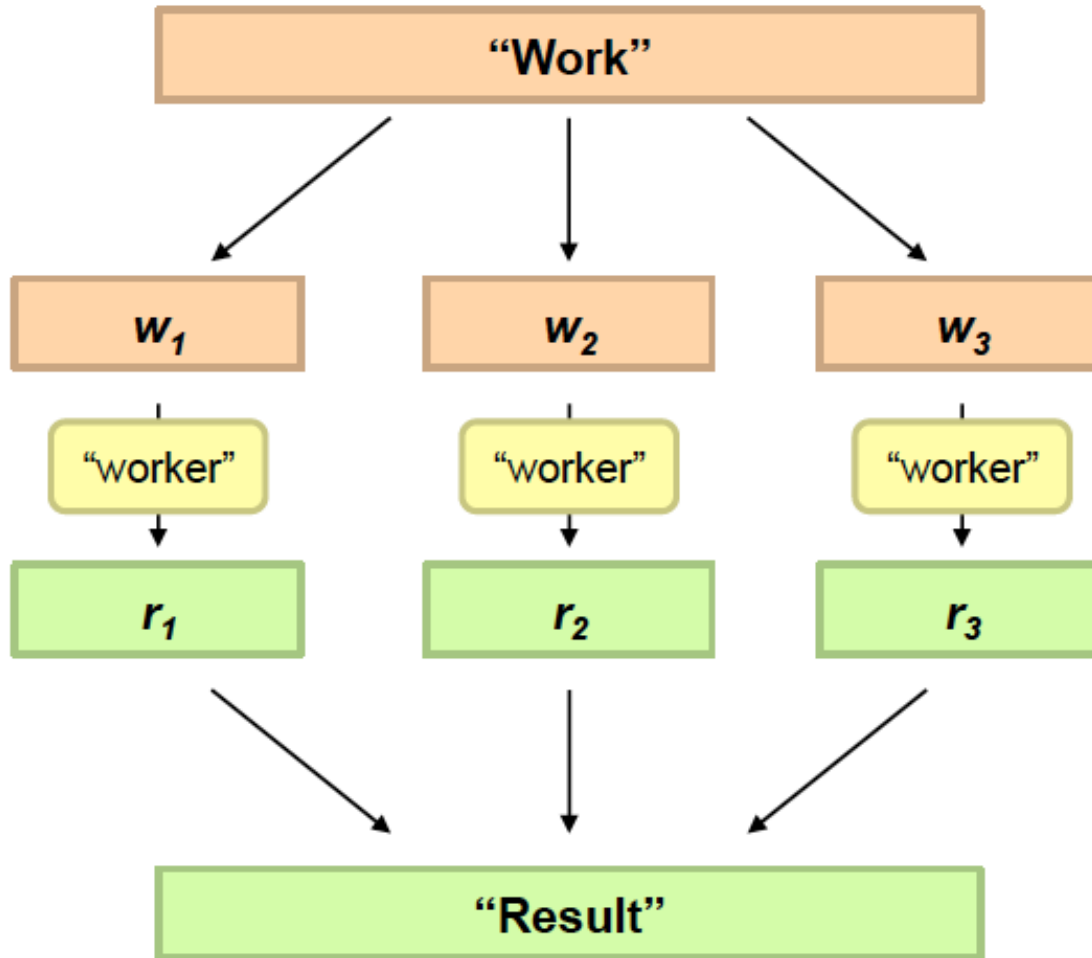 “Work”
w₁ w₂ w₃
“worker” “worker” “worker”
r₁ r₂ r₃
“Result”